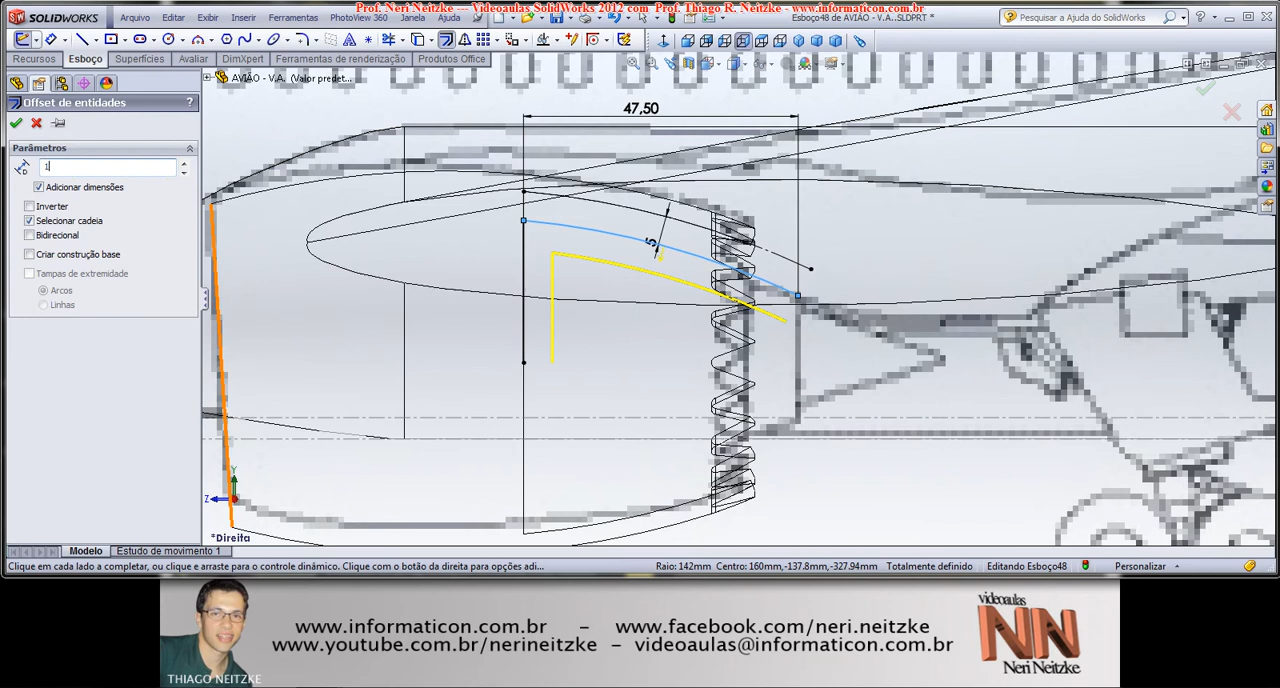 Prof. Neri Neitzke --- Videoaulas SolidWorks 2012 com Prof. Thiago R. Neitzke - www.informaticon.com.br
SOLIDWORKS
Arquivo Editar Exibir Inserir Ferramentas PhotoView 360 Janela Ajuda
Esboço48 de AVIÃO - V.A..SLDPRT *
Pesquisar a Ajuda do SolidWorks
Recursos Esboço Superfícies Avaliar DimXpert Ferramentas de renderização Produtos Office
AVIÃO - V.A. (Valor predet...
Offset de entidades ?
Parâmetros
1
Adicionar dimensões
Inverter
Selecionar cadeia
Bidirecional
Criar construção base
Tampas de extremidade
Arcos
Linhas
47,50
5
Y
Z
*Direita
Modelo Estudo de movimento 1
Clique em cada lado a completar, ou clique e arraste para o controle dinâmico. Clique com o botão da direita para opções adi...
Raio: 142mm Centro: 160mm,-137.8mm,-327.94mm Totalmente definido Editando Esboço48 Personalizar
www.informaticon.com.br - www.facebook.com/neri.neitzke
www.youtube.com.br/nerineitzke - videoaulas@informaticon.com.br
THIAGO NEITZKE
videoaulas
NN
Neri Neitzke